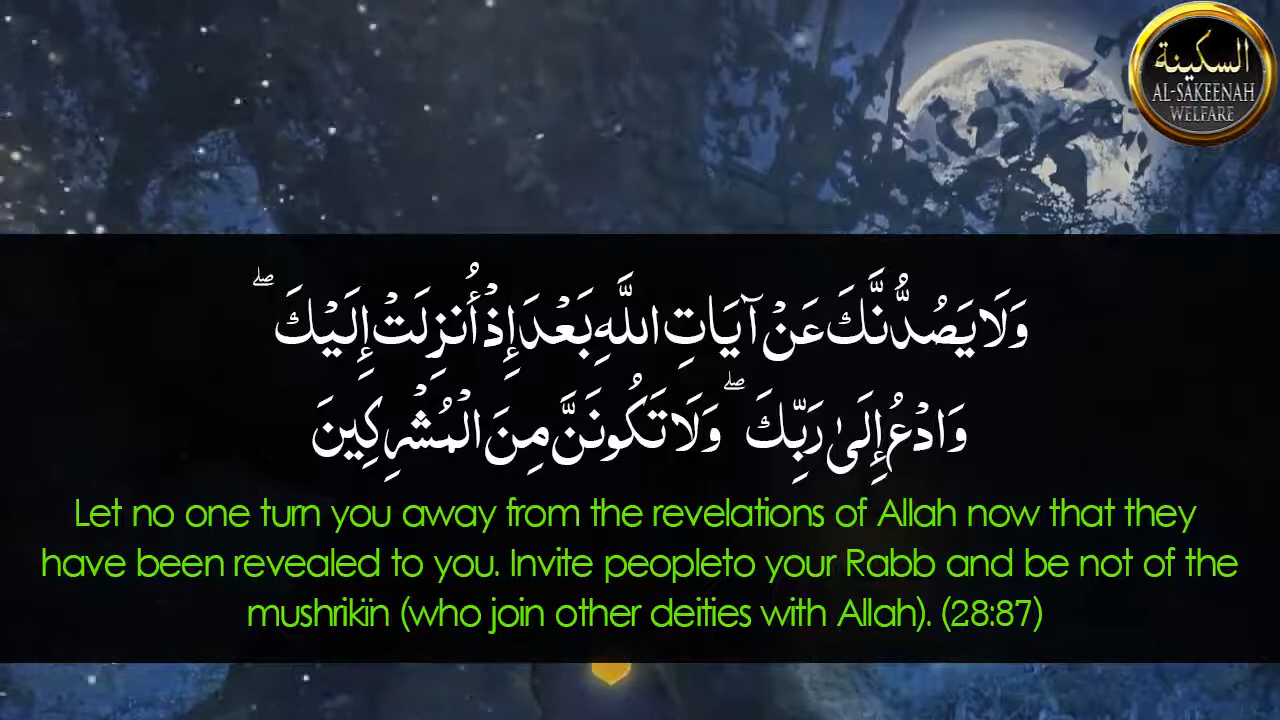 السكينة
AL-SAKEENAH
WELFARE
وَلَا يَصُدُّنَّكَ عَنْ آيَاتِ اللَّهِ بَعْدَ إِذْ أُنزِلَتْ إِلَيْكَ ۖ
وَادْعُ إِلَىٰ رَبِّكَ ۖ وَلَا تَكُونَنَّ مِنَ الْمُشْرِكِينَ
Let no one turn you away from the revelations of Allah now that they
have been revealed to you. Invite peopleto your Rabb and be not of the
mushrikïn (who join other deities with Allah). (28:87)